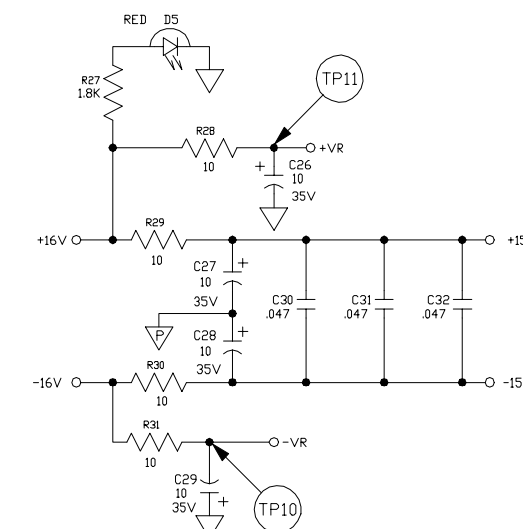 RED D5
R27
1.8K
TP11
R28
10
+VR
+
C26
10
35V
+16V
R29
10
+15
C27
+
10
35V
C30
.047
C31
.047
C32
.047
P
C28
+
10
35V
-16V
R30
10
-15
R31
10
-VR
C29
10
35V
+
TP10